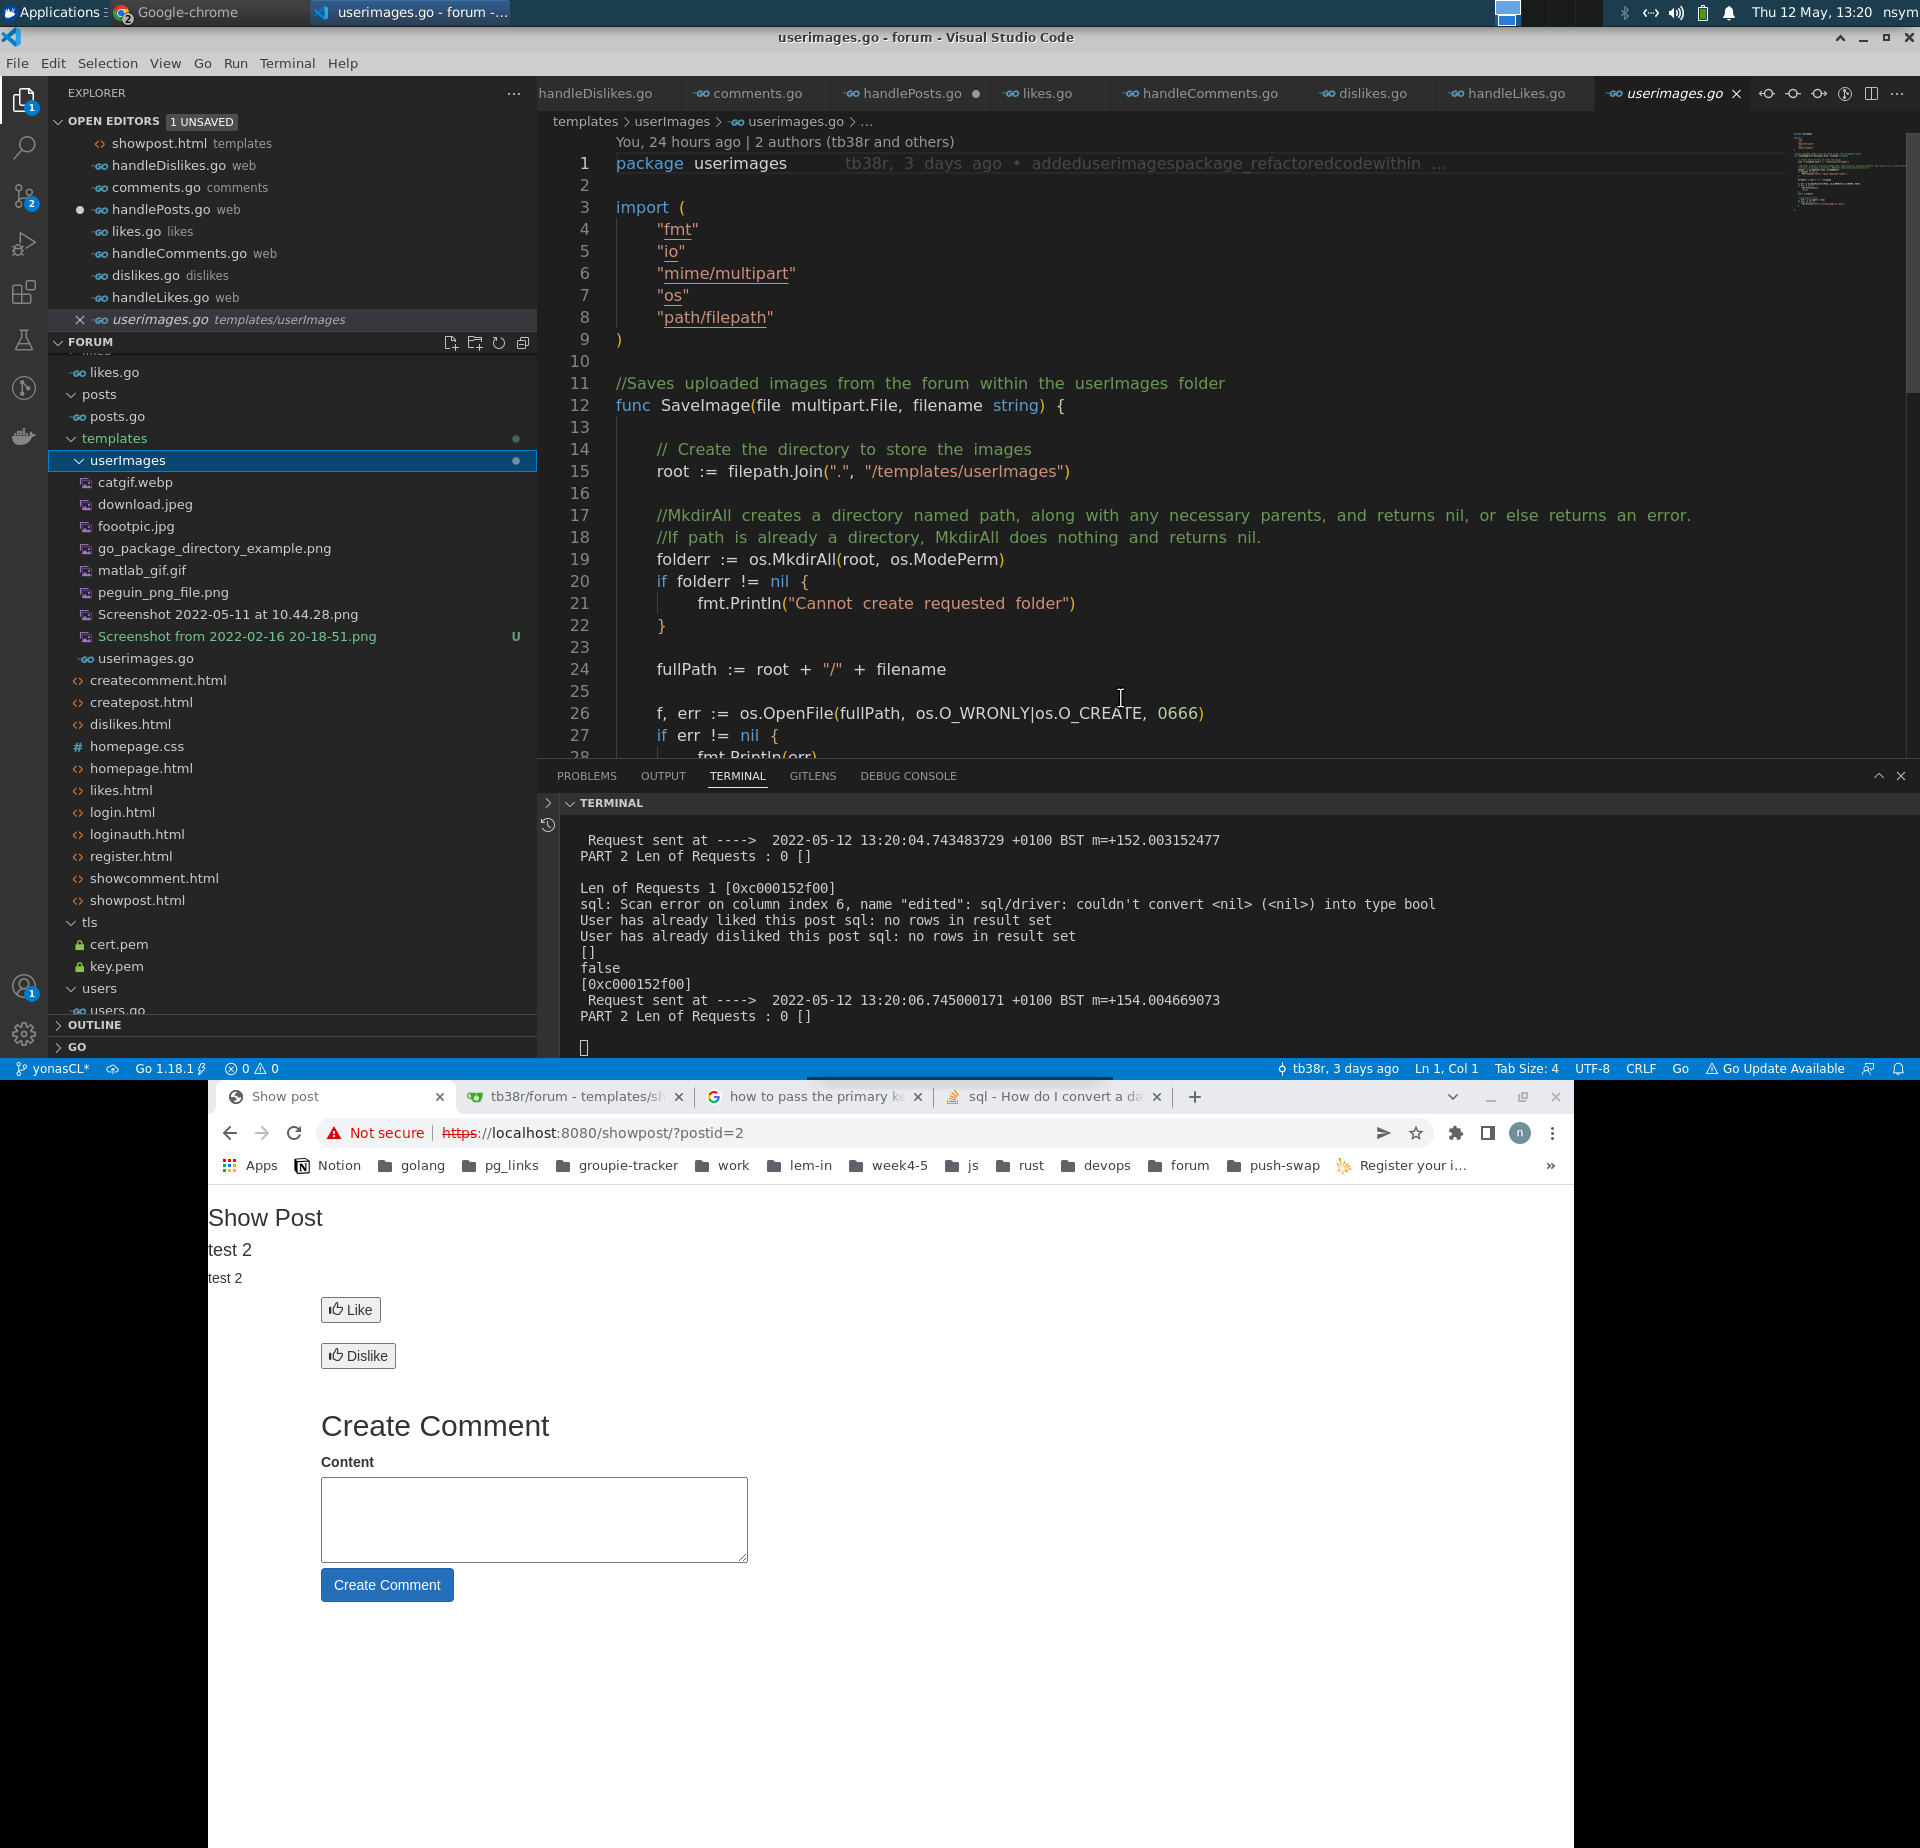 Applications
2 Google-chrome
userimages.go - forum -...
Thu 12 May, 13:20 nsym
userimages.go - forum - Visual Studio Code
File Edit Selection View Go Run Terminal Help
EXPLORER
OPEN EDITORS 1 UNSAVED
showpost.html templates
handleDislikes.go web
comments.go comments
handlePosts.go web
likes.go likes
handleComments.go web
dislikes.go dislikes
handleLikes.go web
userimages.go templates/userImages
FORUM
likes
likes.go
posts
posts.go
templates
userImages
catgif.webp
download.jpeg
foootpic.jpg
go_package_directory_example.png
matlab_gif.gif
peguin_png_file.png
Screenshot 2022-05-11 at 10.44.28.png
Screenshot from 2022-02-16 20-18-51.png U
userimages.go
createcomment.html
createpost.html
dislikes.html
homepage.css
homepage.html
likes.html
login.html
loginauth.html
register.html
showcomment.html
showpost.html
tls
cert.pem
key.pem
users
users.go
OUTLINE
GO
1
2
1
handleDislikes.go comments.go handlePosts.go likes.go handleComments.go dislikes.go handleLikes.go userimages.go
templates > userImages > userimages.go > ...
You, 24 hours ago | 2 authors (tb38r and others)
1 package userimages tb38r, 3 days ago • addeduserimagespackage_refactoredcodewithin ...
2
3 import (
4 "fmt"
5 "io"
6 "mime/multipart"
7 "os"
8 "path/filepath"
9 )
10
11 //Saves uploaded images from the forum within the userImages folder
12 func SaveImage(file multipart.File, filename string) {
13
14 // Create the directory to store the images
15 root := filepath.Join(".", "/templates/userImages")
16
17 //MkdirAll creates a directory named path, along with any necessary parents, and returns nil, or else returns an error.
18 //If path is already a directory, MkdirAll does nothing and returns nil.
19 folderr := os.MkdirAll(root, os.ModePerm)
20 if folderr != nil {
21 fmt.Println("Cannot create requested folder")
22 }
23
24 fullPath := root + "/" + filename
25
26 f, err := os.OpenFile(fullPath, os.O_WRONLY|os.O_CREATE, 0666)
27 if err != nil {
28 fmt.Println(err)
PROBLEMS OUTPUT TERMINAL GITLENS DEBUG CONSOLE
TERMINAL
Request sent at ----> 2022-05-12 13:20:04.743483729 +0100 BST m=+152.003152477
PART 2 Len of Requests : 0 []
Len of Requests 1 [0xc000152f00]
sql: Scan error on column index 6, name "edited": sql/driver: couldn't convert <nil> (<nil>) into type bool
User has already liked this post sql: no rows in result set
User has already disliked this post sql: no rows in result set
[]
false
[0xc000152f00]
Request sent at ----> 2022-05-12 13:20:06.745000171 +0100 BST m=+154.004669073
PART 2 Len of Requests : 0 []
yonasCL* Go 1.18.1 0 0 tb38r, 3 days ago Ln 1, Col 1 Tab Size: 4 UTF-8 CRLF Go Go Update Available
Show post tb38r/forum - templates/sh how to pass the primary ke sql - How do I convert a da
Not secure https://localhost:8080/showpost/?postid=2 n
Apps Notion golang pg_links groupie-tracker work lem-in week4-5 js rust devops forum push-swap Register your i... »
Show Post
test 2
test 2
Like
Dislike
Create Comment
Content
Create Comment